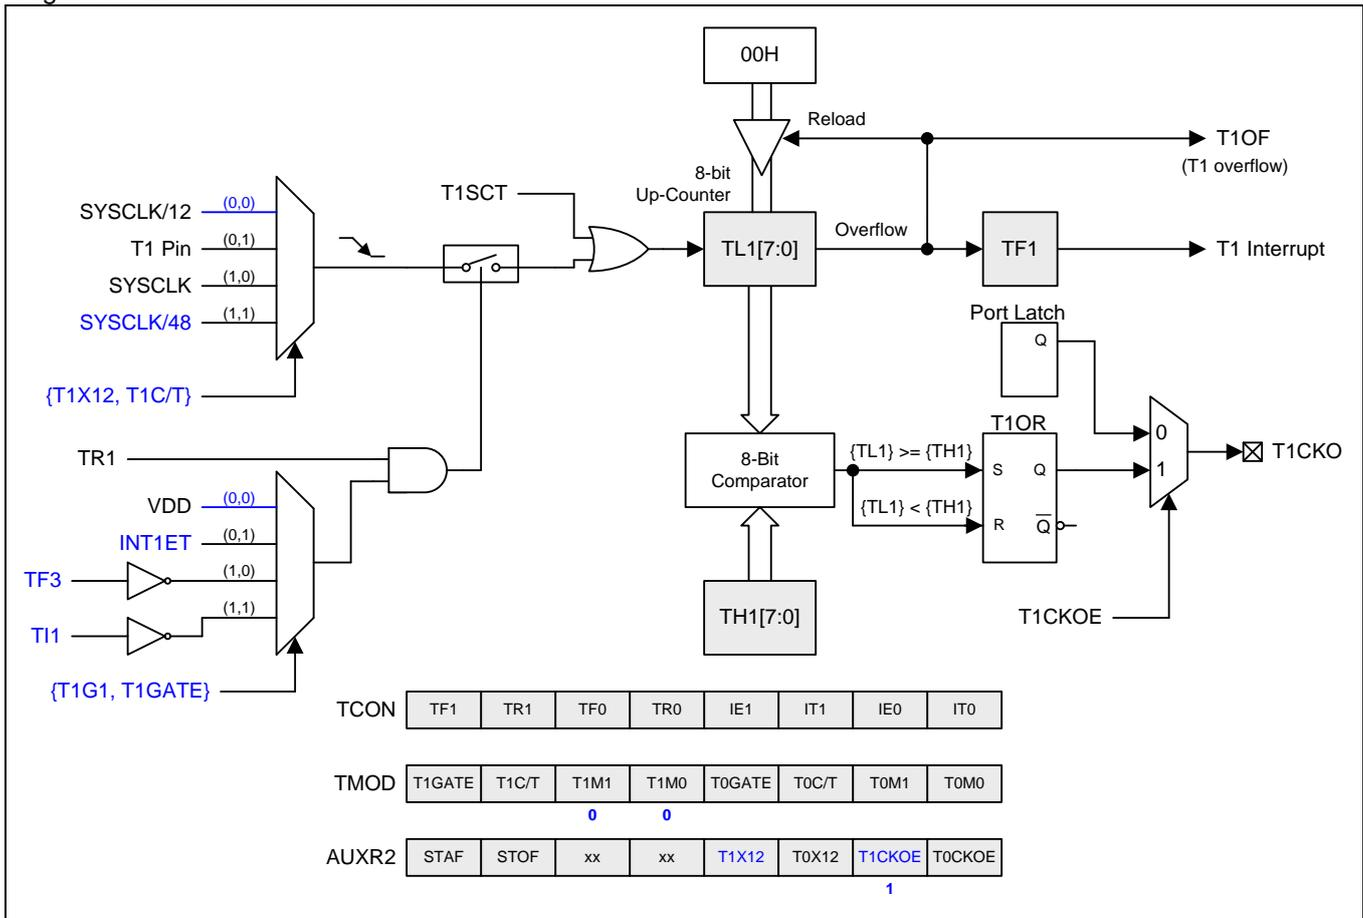 00H
Reload
T1OF
(T1 overflow)
8-bit
Up-Counter
T1SCT
SYSCLK/12
(0,0)
T1 Pin
(0,1)
SYSCLK
(1,0)
SYSCLK/48
(1,1)
{T1X12, T1C/T}
TL1[7:0]
Overflow
TF1
T1 Interrupt
Port Latch
Q
TR1
VDD
(0,0)
INT1ET
(0,1)
TF3
(1,0)
TI1
(1,1)
{T1G1, T1GATE}
8-Bit
Comparator
{TL1} >= {TH1}
{TL1} < {TH1}
T1OR
S
Q
R
Q
0
1
T1CKO
T1CKOE
TH1[7:0]
TCON TF1 TR1 TF0 TR0 IE1 IT1 IE0 IT0
TMOD T1GATE T1C/T T1M1 T1M0 T0GATE T0C/T T0M1 T0M0
0 0
AUXR2 STAF STOF xx xx T1X12 T0X12 T1CKOE T0CKOE
1